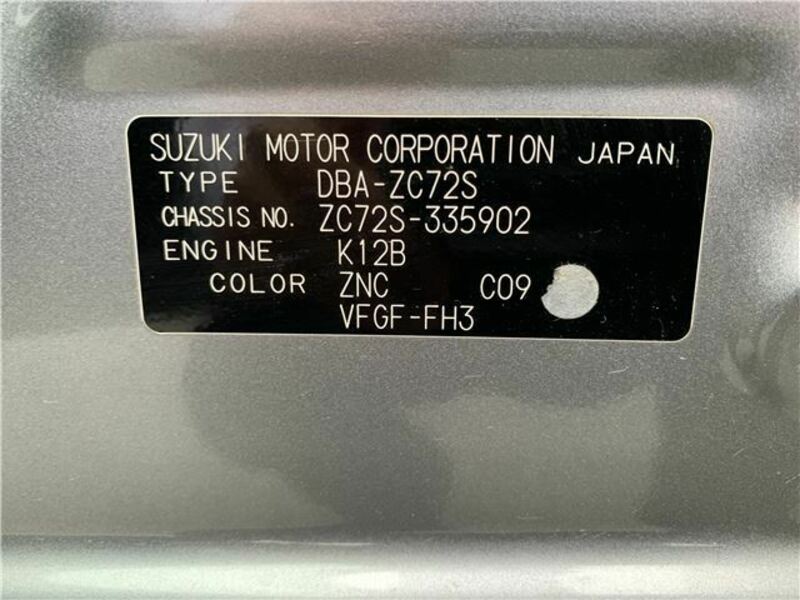 SUZUKI MOTOR CORPORATION JAPAN
TYPE DBA-ZC72S
CHASSIS NO. ZC72S-335902
ENGINE K12B
COLOR ZNC C09
VFGF-FH3